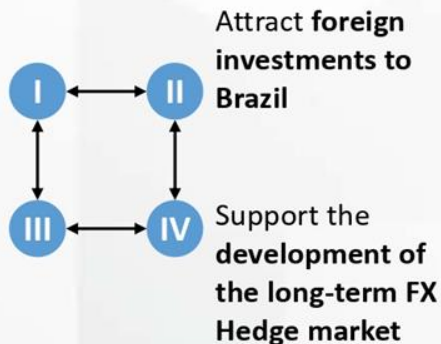 Attract foreign
investments to
Brazil
I
II
III
IV
Support the
development of
the long-term FX
Hedge market